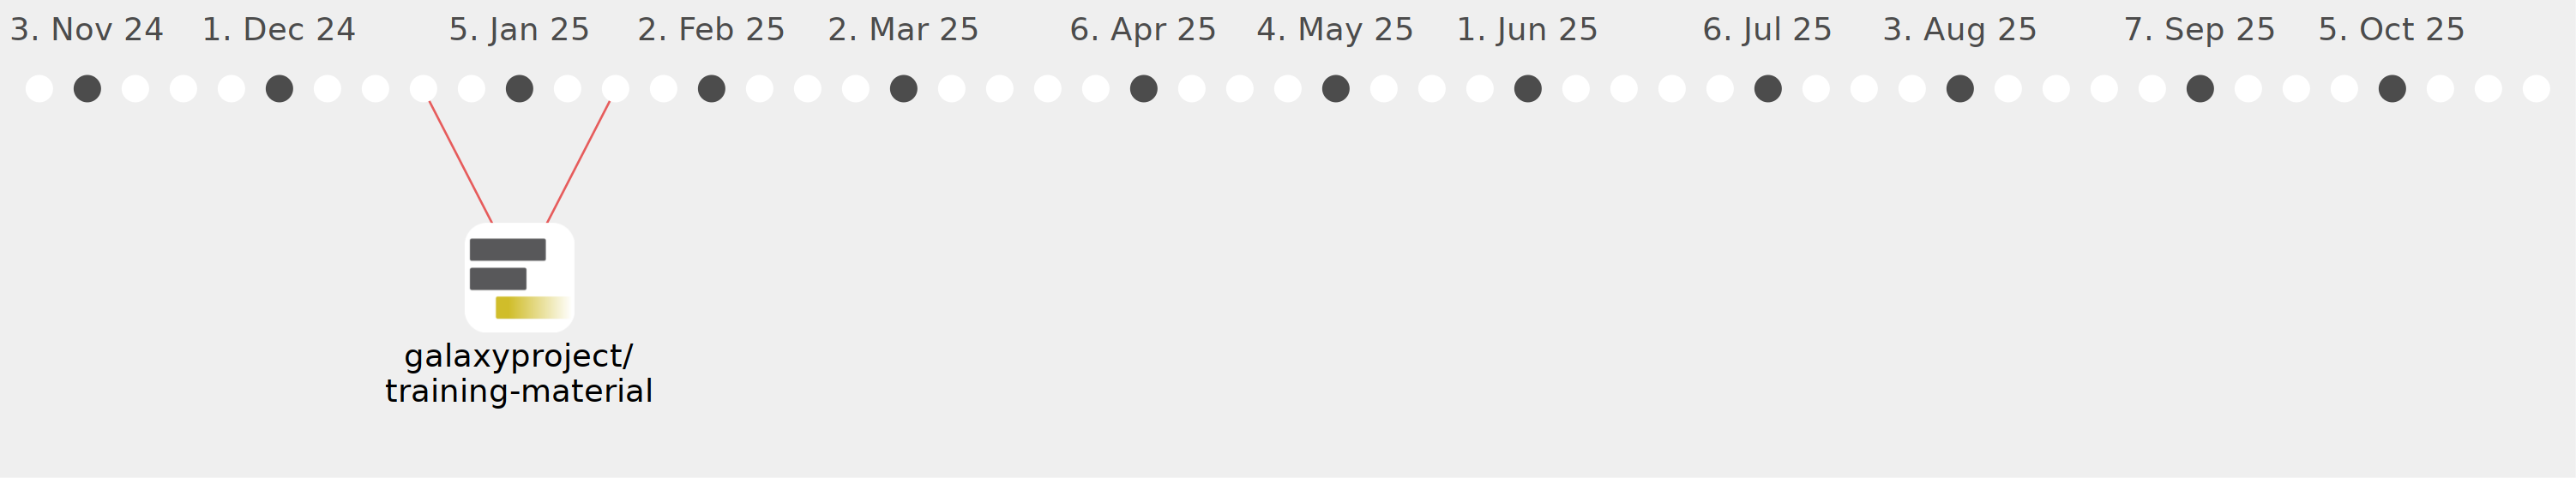 3. Nov 24 1. Dec 24 5. Jan 25 2. Feb 25 2. Mar 25 6. Apr 25 4. May 25 1. Jun 25 6. Jul 25 3. Aug 25 7. Sep 25 5. Oct 25
galaxyproject/
training-material